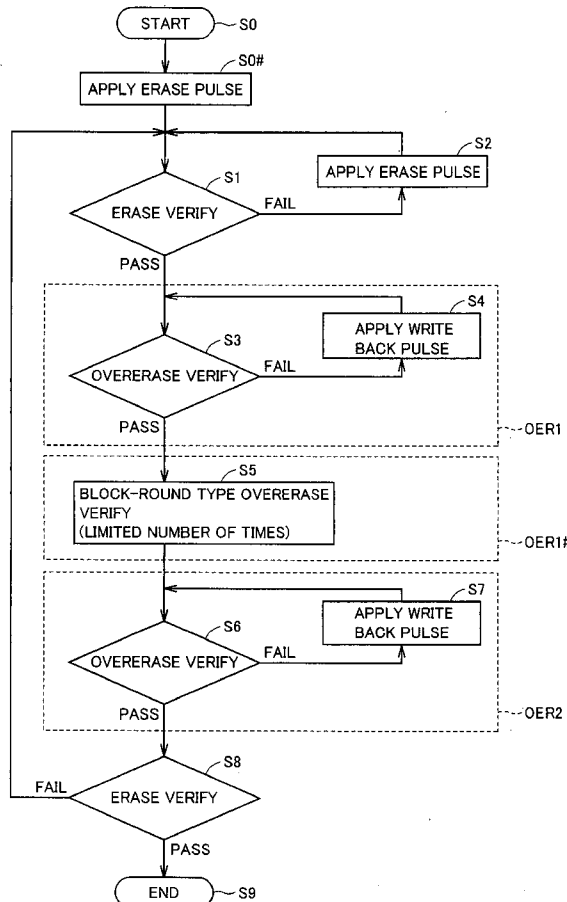 START
S0
S0#
APPLY ERASE PULSE
S2
APPLY ERASE PULSE
S1
ERASE VERIFY
FAIL
PASS
S4
APPLY WRITE
BACK PULSE
S3
OVERERASE VERIFY
FAIL
PASS
OER1
S5
BLOCK-ROUND TYPE OVERERASE
VERIFY
(LIMITED NUMBER OF TIMES)
OER1#
S7
APPLY WRITE
BACK PULSE
S6
OVERERASE VERIFY
FAIL
PASS
OER2
S8
FAIL
ERASE VERIFY
PASS
END
S9